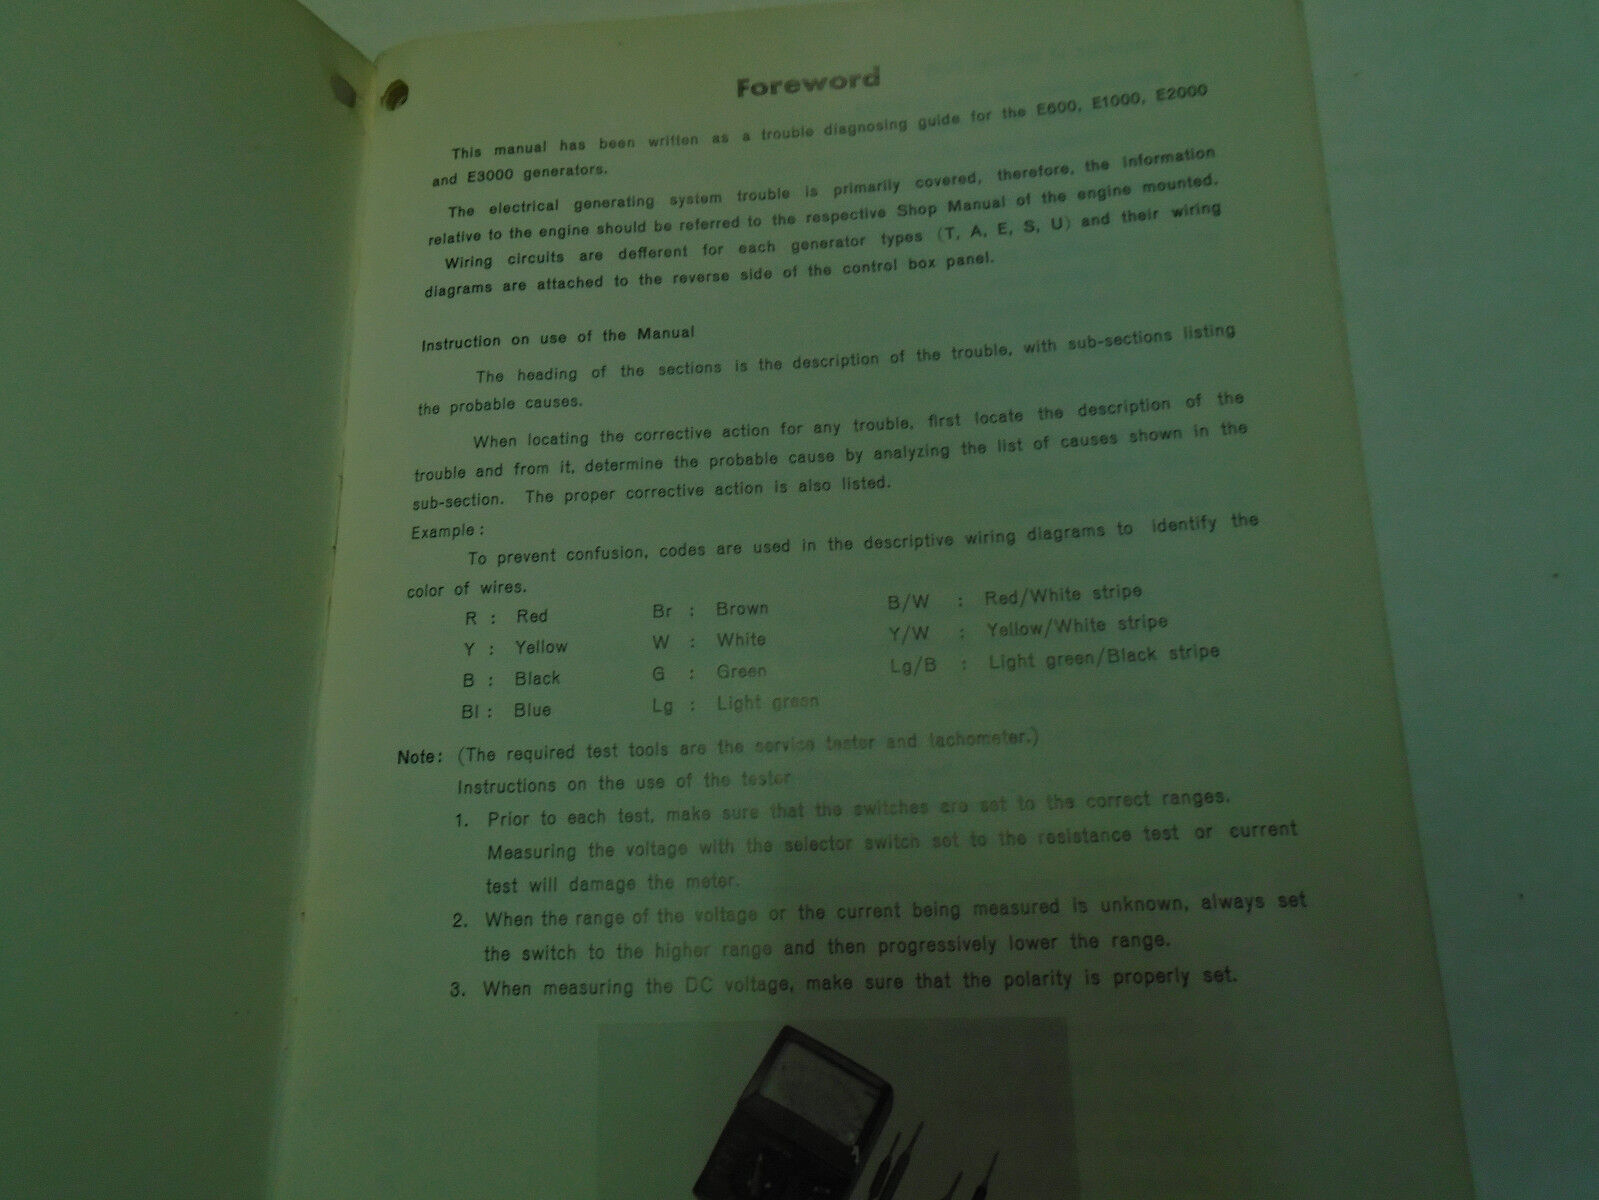 Foreword
This manual has been written as a trouble diagnosing guide for the E600, E1000, E2000
and E3000 generators.
The electrical generating system trouble is primarily covered, therefore, the information
relative to the engine should be referred to the respective Shop Manual of the engine mounted.
Wiring circuits are defferent for each generator types (T, A, E, S, U) and their wiring
diagrams are attached to the reverse side of the control box panel.
Instruction on use of the Manual
The heading of the sections is the description of the trouble, with sub-sections listing
the probable causes.
When locating the corrective action for any trouble, first locate the description of the
trouble and from it, determine the probable cause by analyzing the list of causes shown in the
sub-section. The proper corrective action is also listed.
Example:
To prevent confusion, codes are used in the descriptive wiring diagrams to identify the
color of wires.
R : Red Br : Brown B/W : Red/White stripe
Y : Yellow W : White Y/W : Yellow/White stripe
B : Black G : Green Lg/B : Light green/Black stripe
Bl : Blue Lg : Light green
Note: (The required test tools are the service tester and tachometer.)
Instructions on the use of the tester
1. Prior to each test, make sure that the switches are set to the correct ranges.
Measuring the voltage with the selector switch set to the resistance test or current
test will damage the meter.
2. When the range of the voltage or the current being measured is unknown, always set
the switch to the higher range and then progressively lower the range.
3. When measuring the DC voltage, make sure that the polarity is properly set.